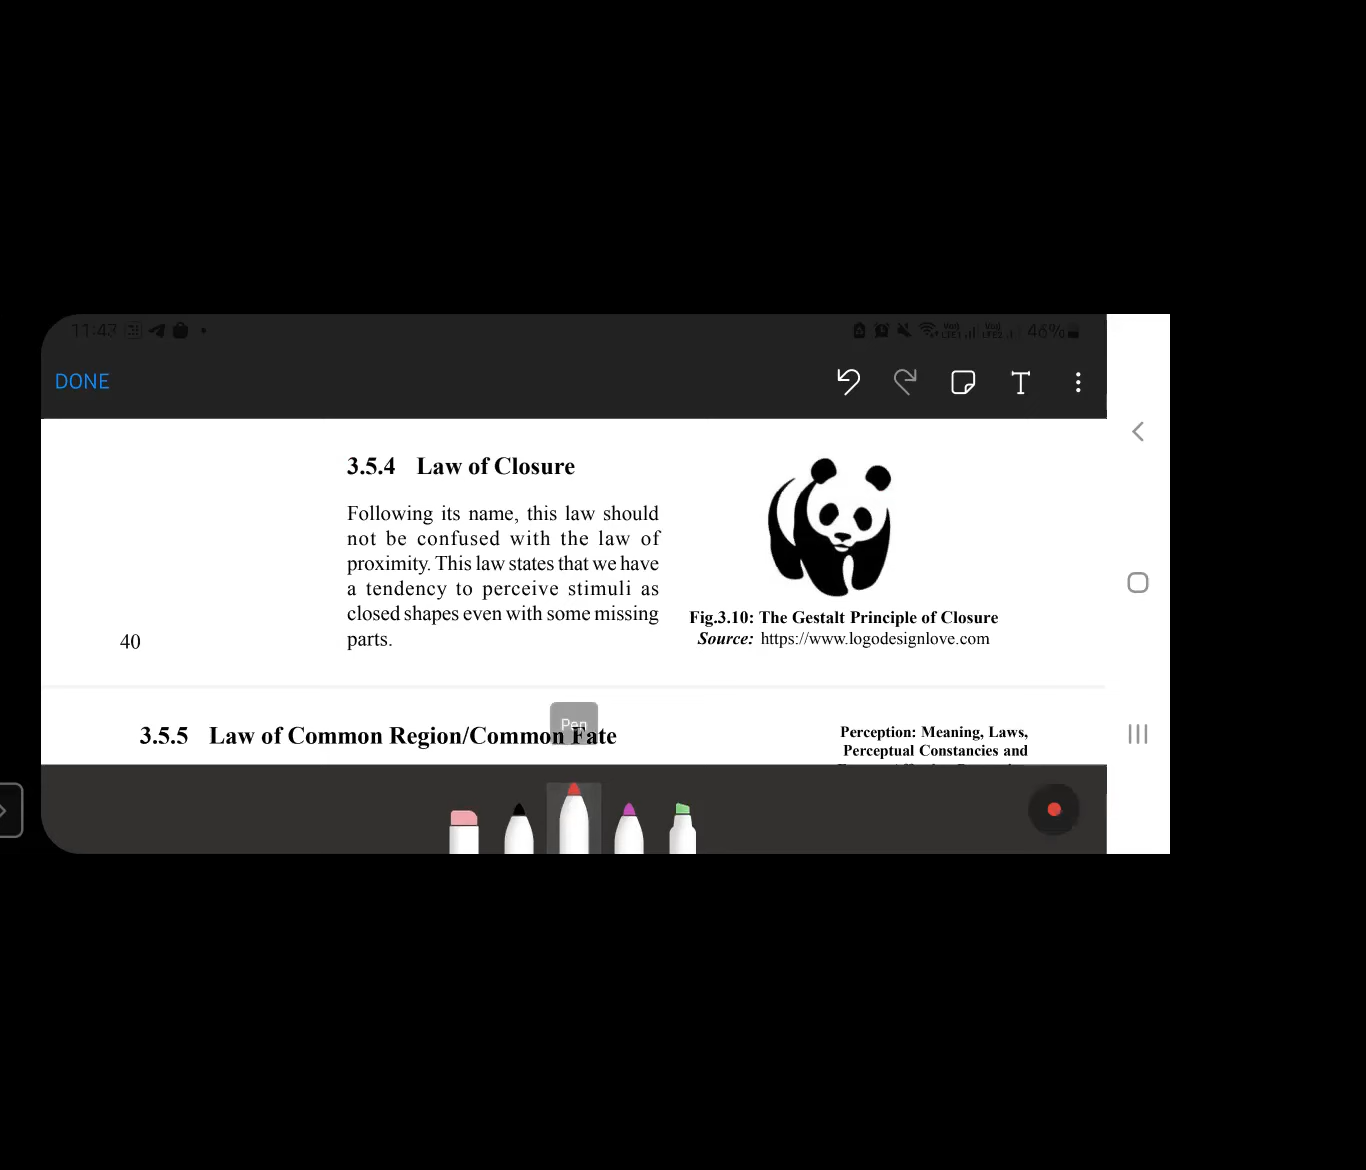 11:47
46%
DONE
3.5.4 Law of Closure
Following its name, this law should
not be confused with the law of
proximity. This law states that we have
a tendency to perceive stimuli as
closed shapes even with some missing
parts.
Fig.3.10: The Gestalt Principle of Closure
Source: https://www.logodesignlove.com
40
Pen
3.5.5 Law of Common Region/Common Fate
Perception: Meaning, Laws,
Perceptual Constancies and